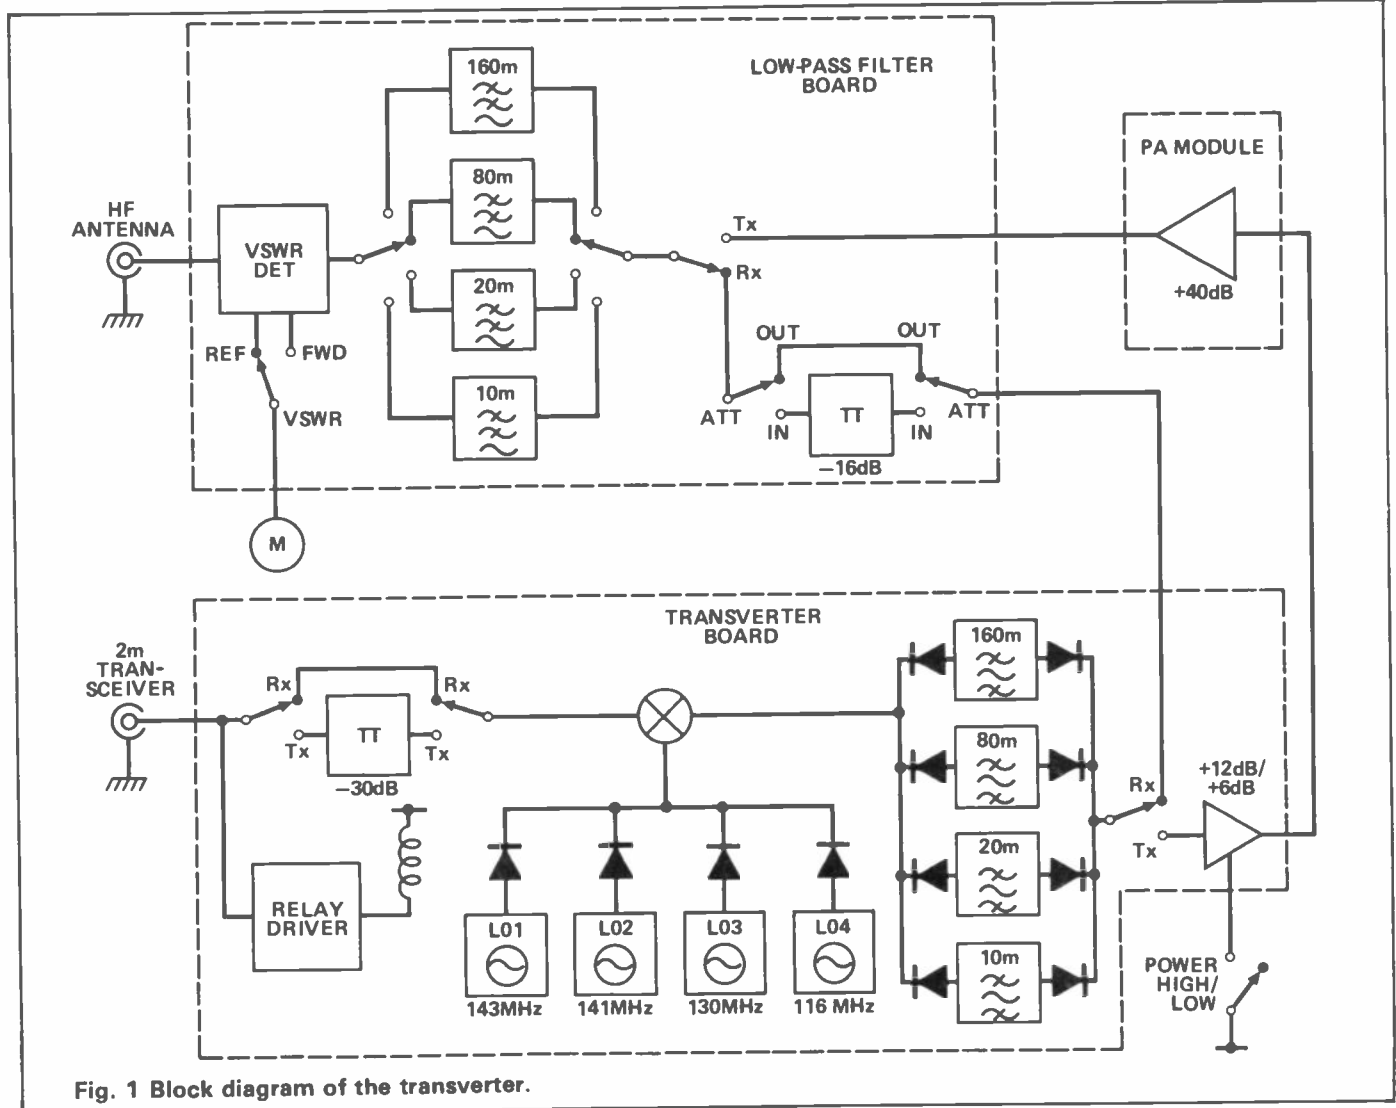 LOW-PASS FILTER
BOARD
160m
80m
20m
10m
HF
ANTENNA
VSWR
DET
REF
FWD
VSWR
M
Tx
Rx
OUT
OUT
ATT
ATT
IN
IN
TT
–16dB
PA MODULE
+40dB
TRANSVERTER
BOARD
2m
TRAN-
SCEIVER
Rx
Rx
Tx
Tx
TT
–30dB
RELAY
DRIVER
L01
L02
L03
L04
143MHz
141MHz
130MHz
116 MHz
160m
80m
20m
10m
Rx
Tx
+12dB/
+6dB
POWER
HIGH/
LOW
Fig. 1 Block diagram of the transverter.